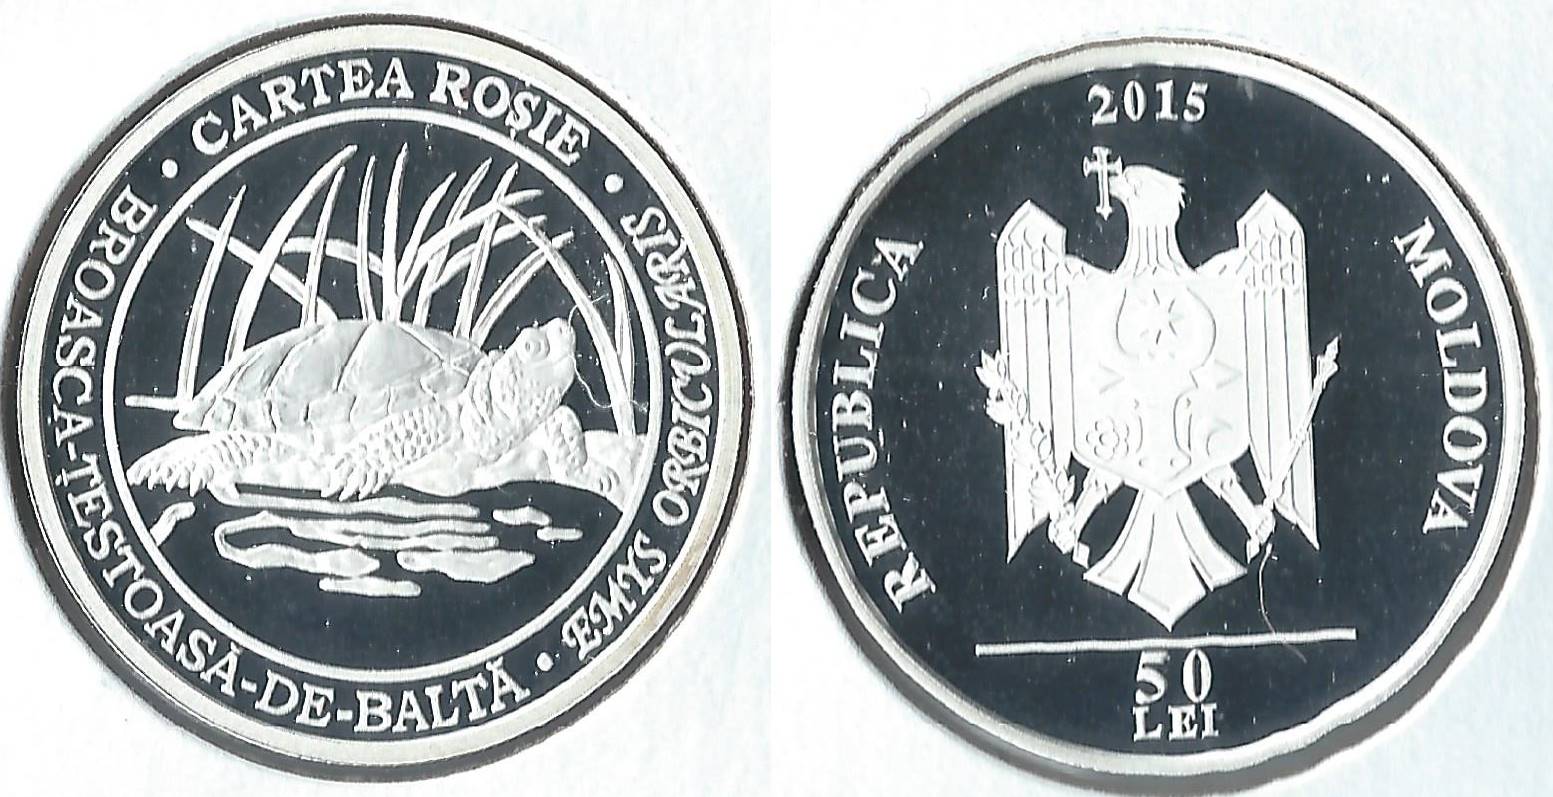 • CARTEA ROȘIE •
BROASCA-ȚESTOASĂ-DE-BALTĂ • EMYS ORBICULARIS
2015
REPUBLICA MOLDOVA
50
LEI